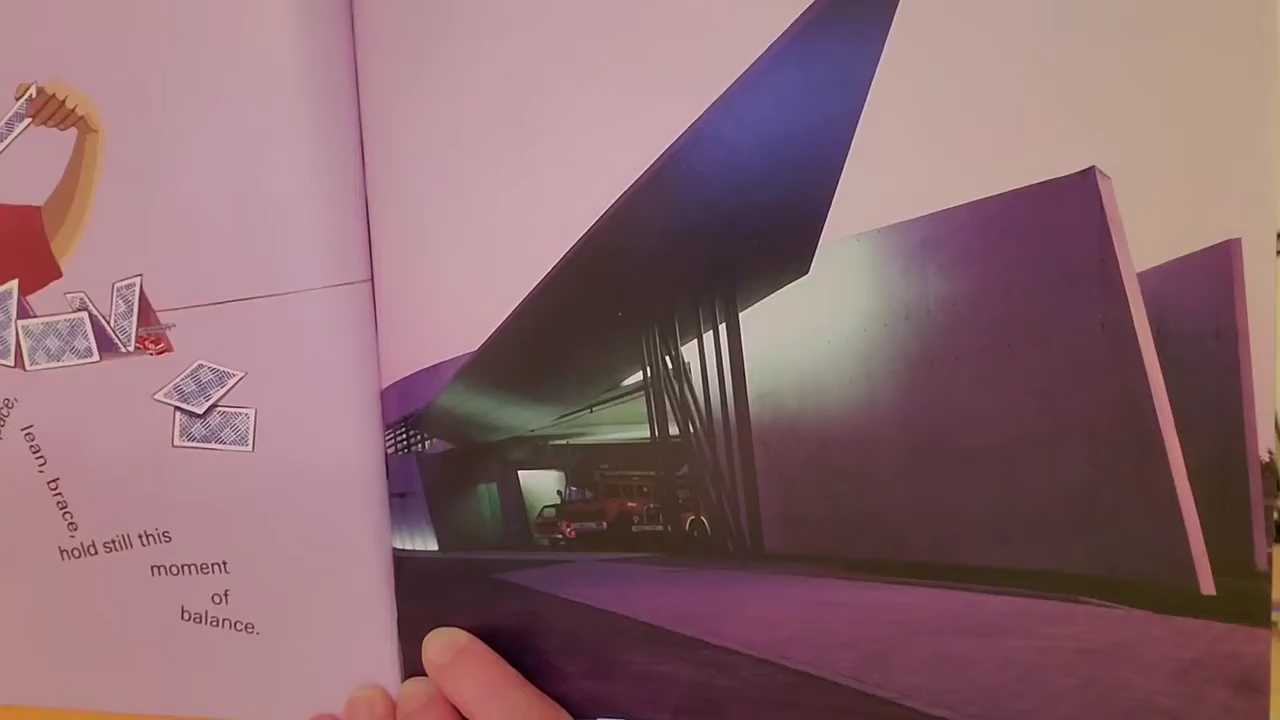 lean, brace,
hold still this
moment
of
balance.